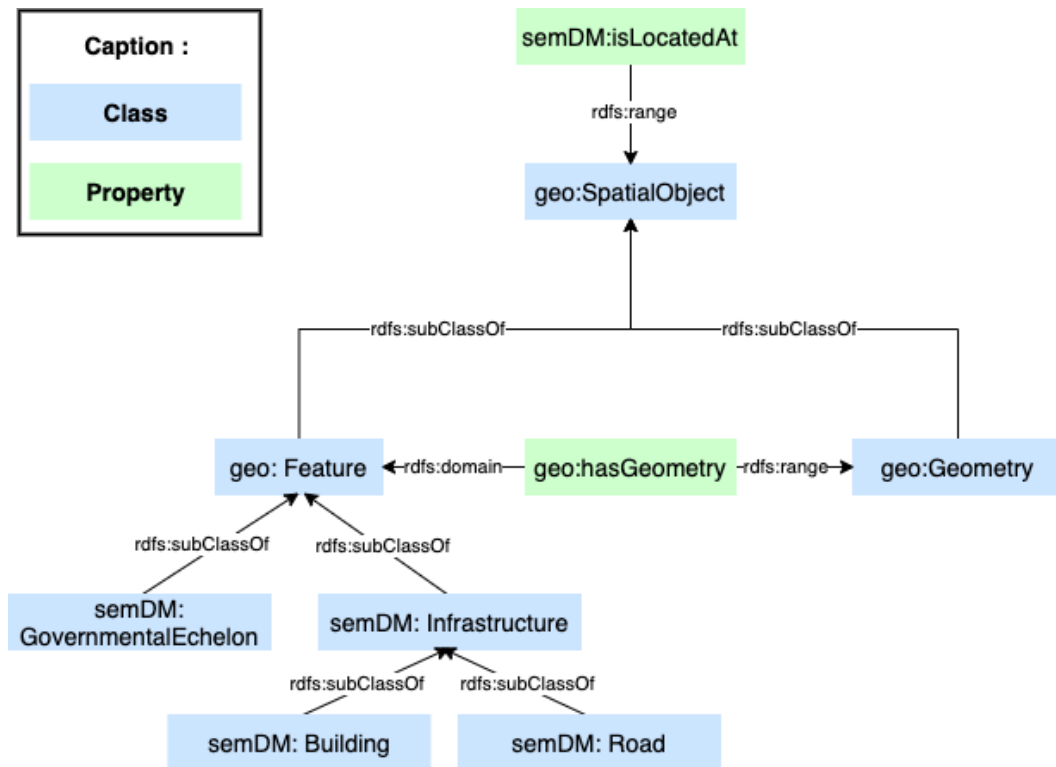 Caption :
Class
Property
semDM:isLocatedAt
rdfs:range
geo:SpatialObject
rdfs:subClassOf
rdfs:subClassOf
geo: Feature
rdfs:domain
geo:hasGeometry
rdfs:range
geo:Geometry
rdfs:subClassOf
rdfs:subClassOf
semDM:
GovernmentalEchelon
semDM: Infrastructure
rdfs:subClassOf
rdfs:subClassOf
semDM: Building
semDM: Road